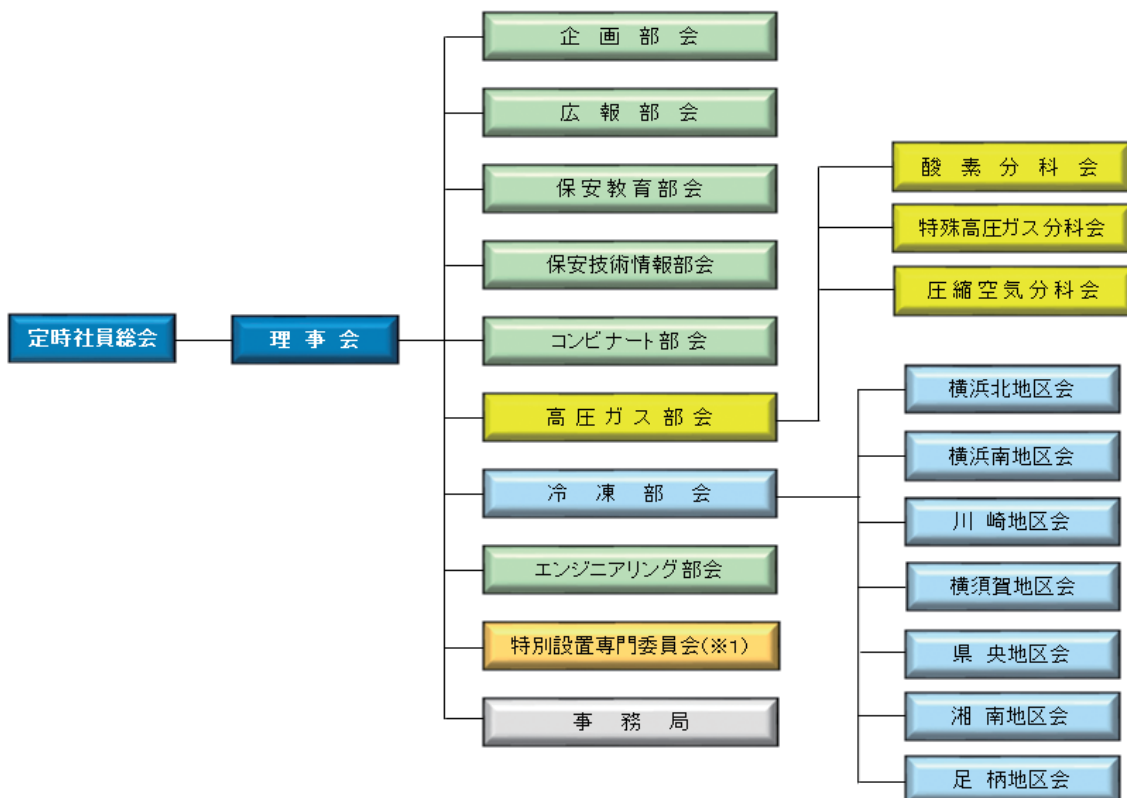 定時社員総会
理事会
企画部会
広報部会
保安教育部会
保安技術情報部会
コンビナート部会
高圧ガス部会
冷凍部会
エンジニアリング部会
特別設置専門委員会(※1)
事務局
酸素分科会
特殊高圧ガス分科会
圧縮空気分科会
横浜北地区会
横浜南地区会
川崎地区会
横須賀地区会
県央地区会
湘南地区会
足柄地区会